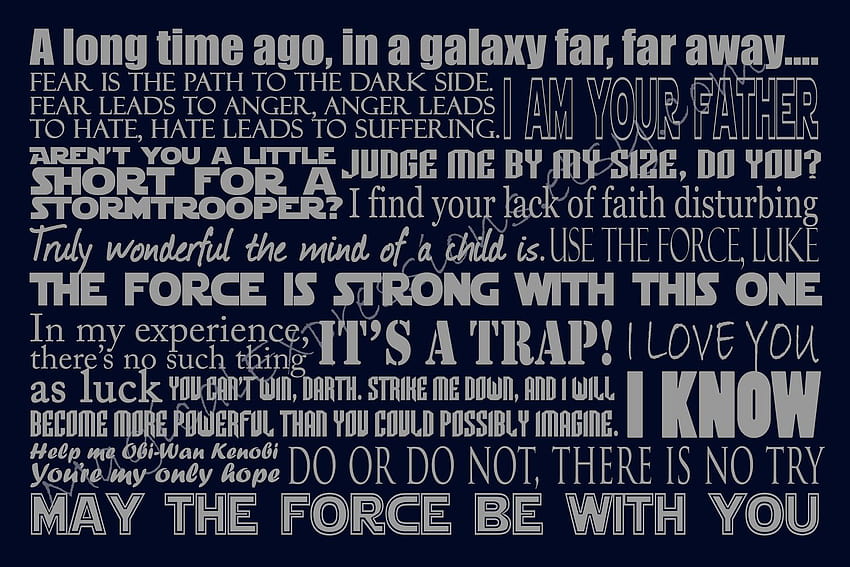 A long time ago, in a galaxy far, far away....
FEAR IS THE PATH TO THE DARK SIDE.
FEAR LEADS TO ANGER, ANGER LEADS
TO HATE, HATE LEADS TO SUFFERING.
I AM YOUR FATHER
AREN'T YOU A LITTLE
SHORT FOR A
STORMTROOPER?
JUDGE ME BY MY SIZE, DO YOU?
I find your lack of faith disturbing
Truly wonderful the mind of a child is.
USE THE FORCE, LUKE
THE FORCE IS STRONG WITH THIS ONE
In my experience,
there's no such thing
as luck
IT'S A TRAP!
I LOVE YOU
YOU CAN'T WIN, DARTH. STRIKE ME DOWN, AND I WILL
BECOME MORE POWERFUL THAN YOU COULD POSSIBLY IMAGINE.
I KNOW
Help me Obi-Wan Kenobi
You're my only hope
DO OR DO NOT, THERE IS NO TRY
MAY THE FORCE BE WITH YOU